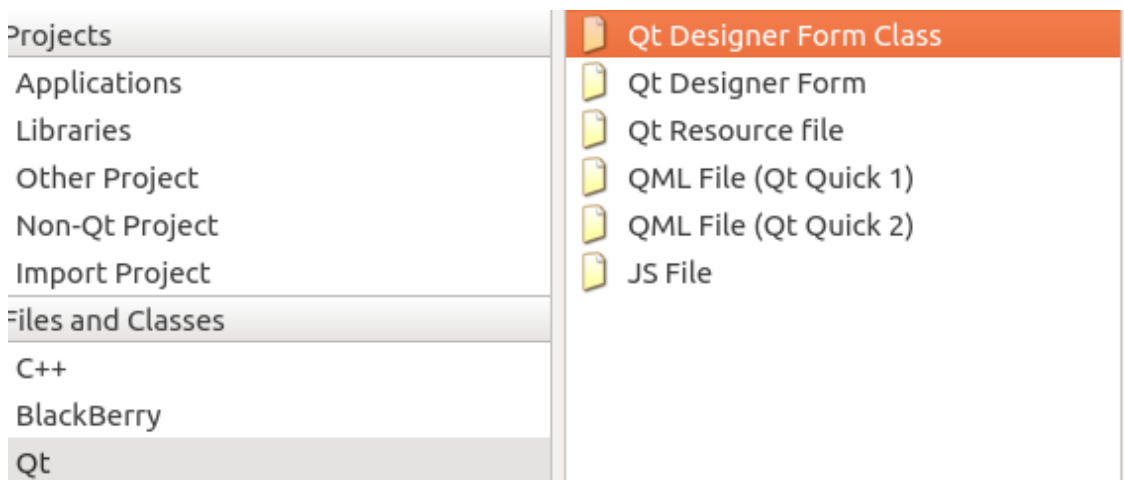 Projects
Applications
Libraries
Other Project
Non-Qt Project
Import Project
Files and Classes
C++
BlackBerry
Qt
Qt Designer Form Class
Qt Designer Form
Qt Resource file
QML File (Qt Quick 1)
QML File (Qt Quick 2)
JS File